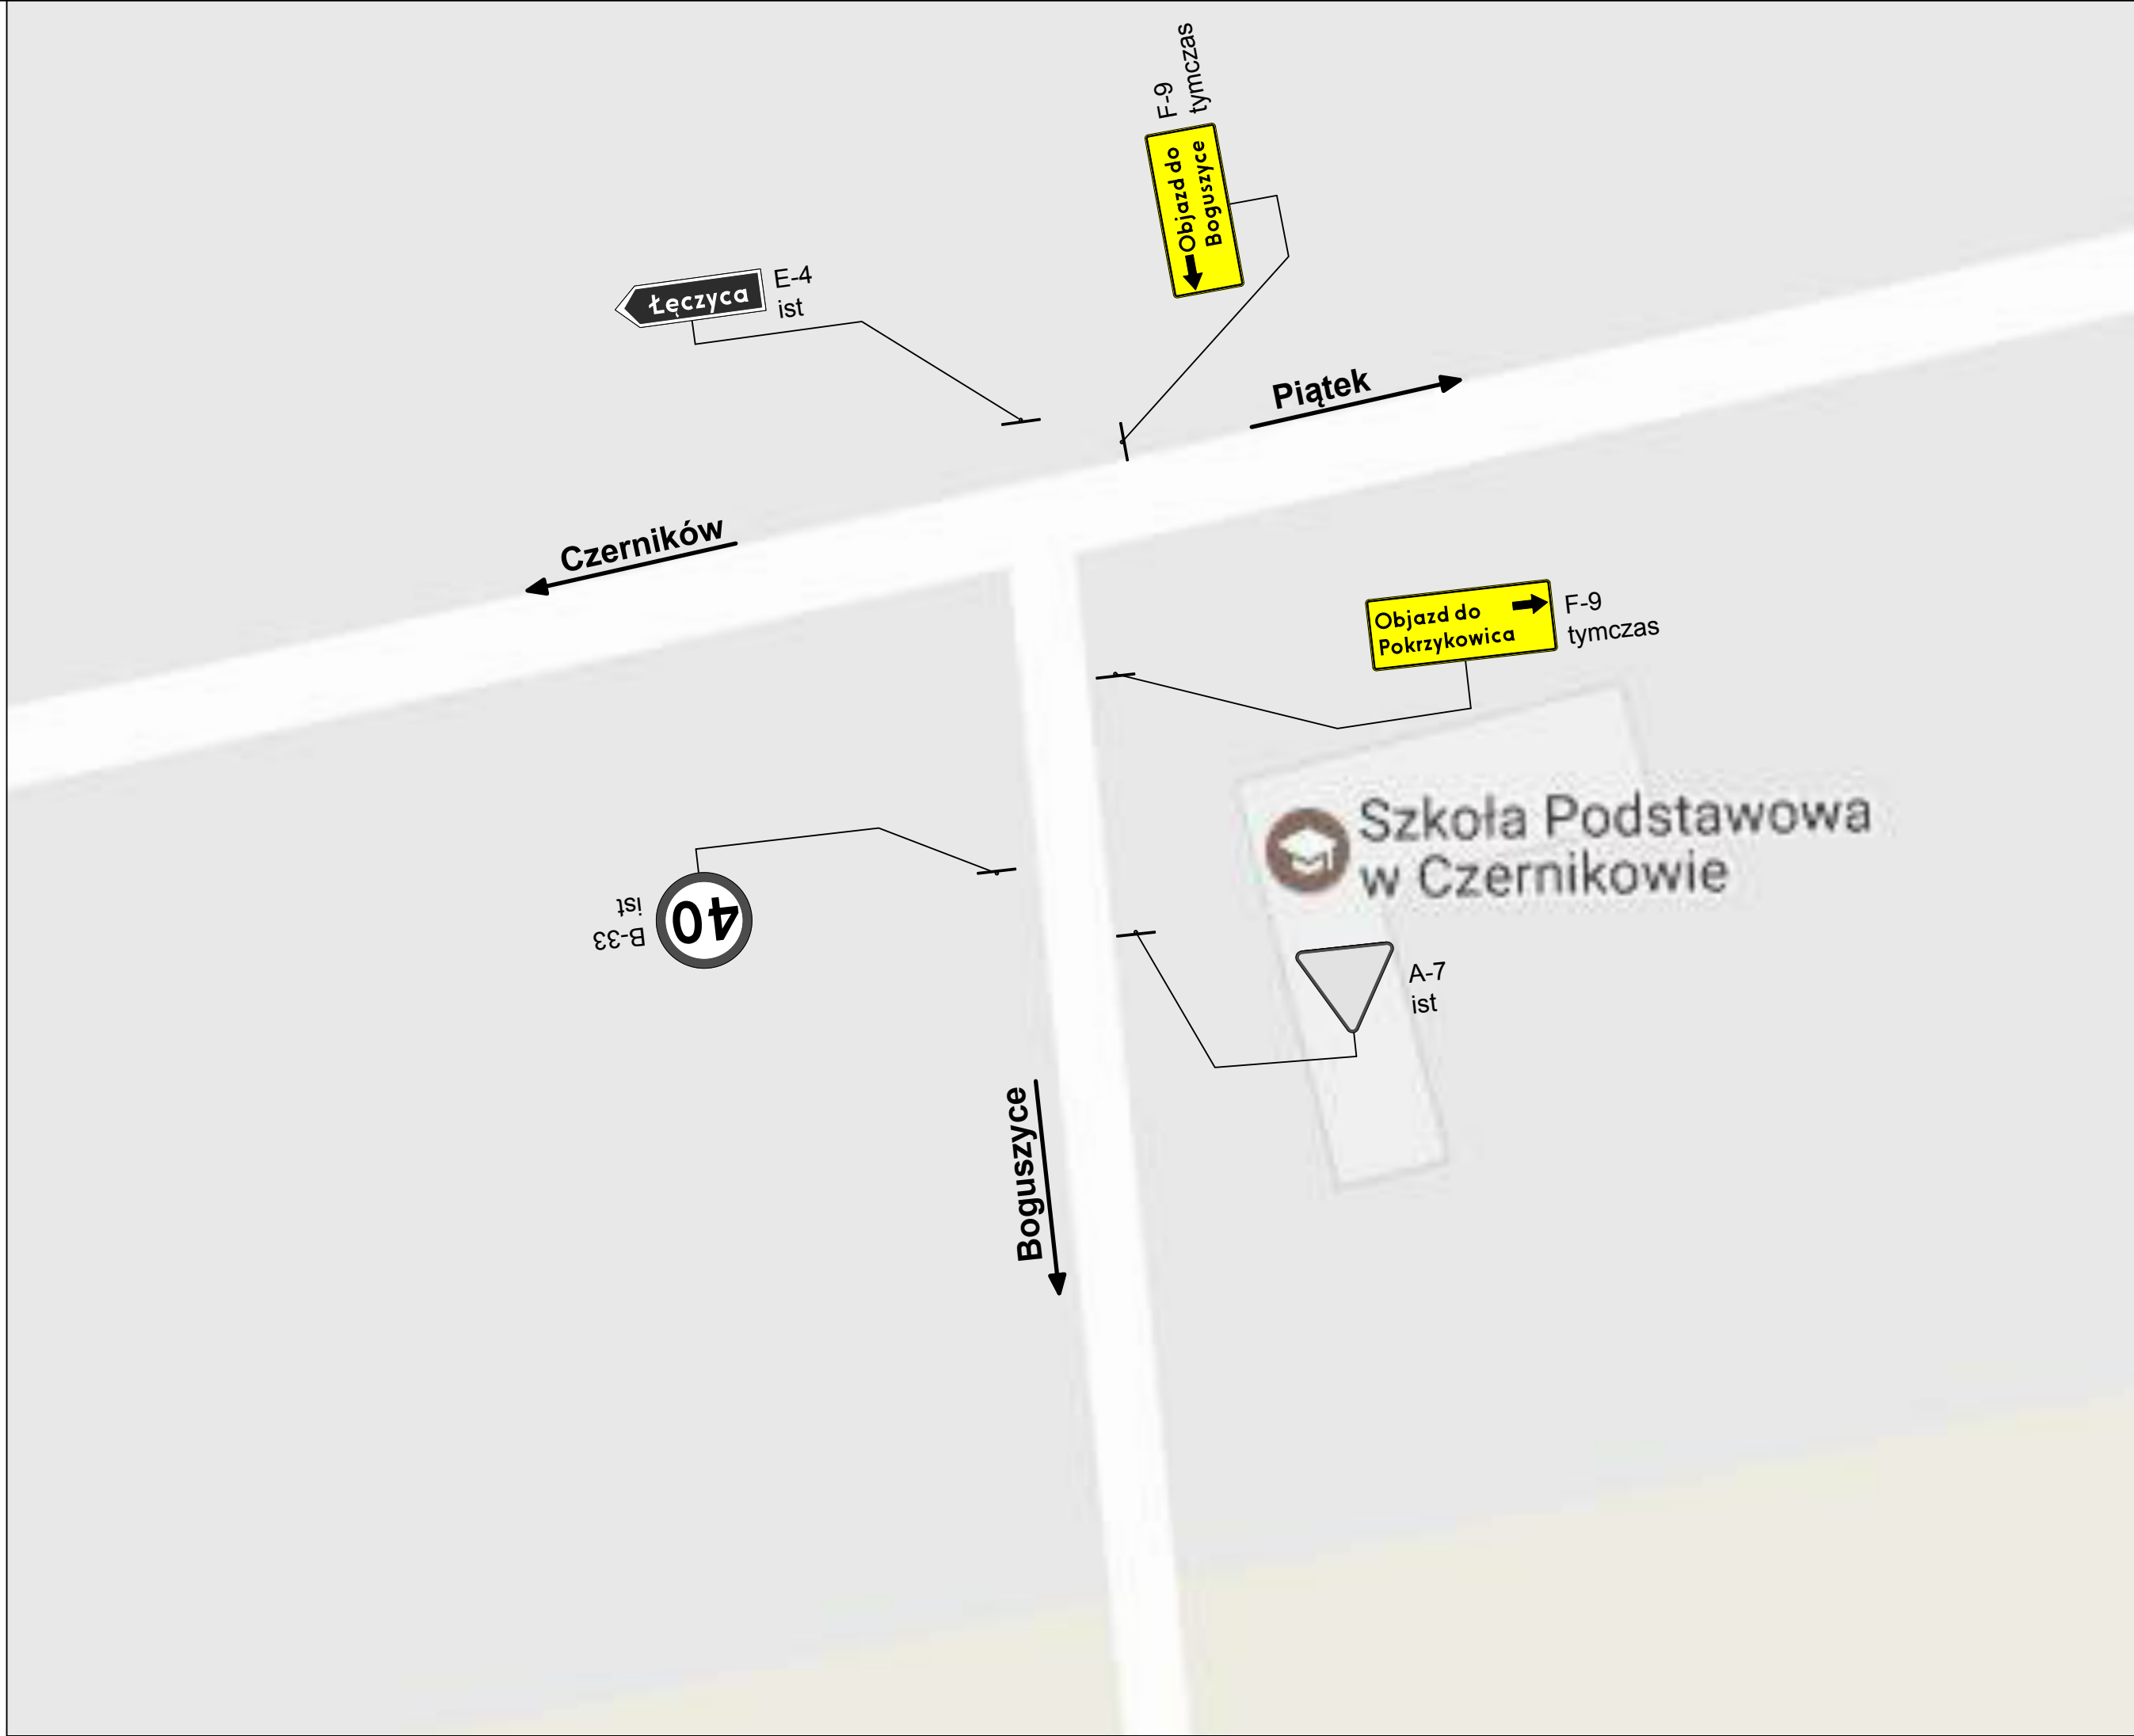 F-9
tymczas
Objazd do
Boguszyce
Łęczyca
E-4
ist
Piątek
Czerników
Objazd do
Pokrzykowica
F-9
tymczas
Szkoła Podstawowa
w Czernikowie
40
B-33
ist
A-7
ist
Boguszyce